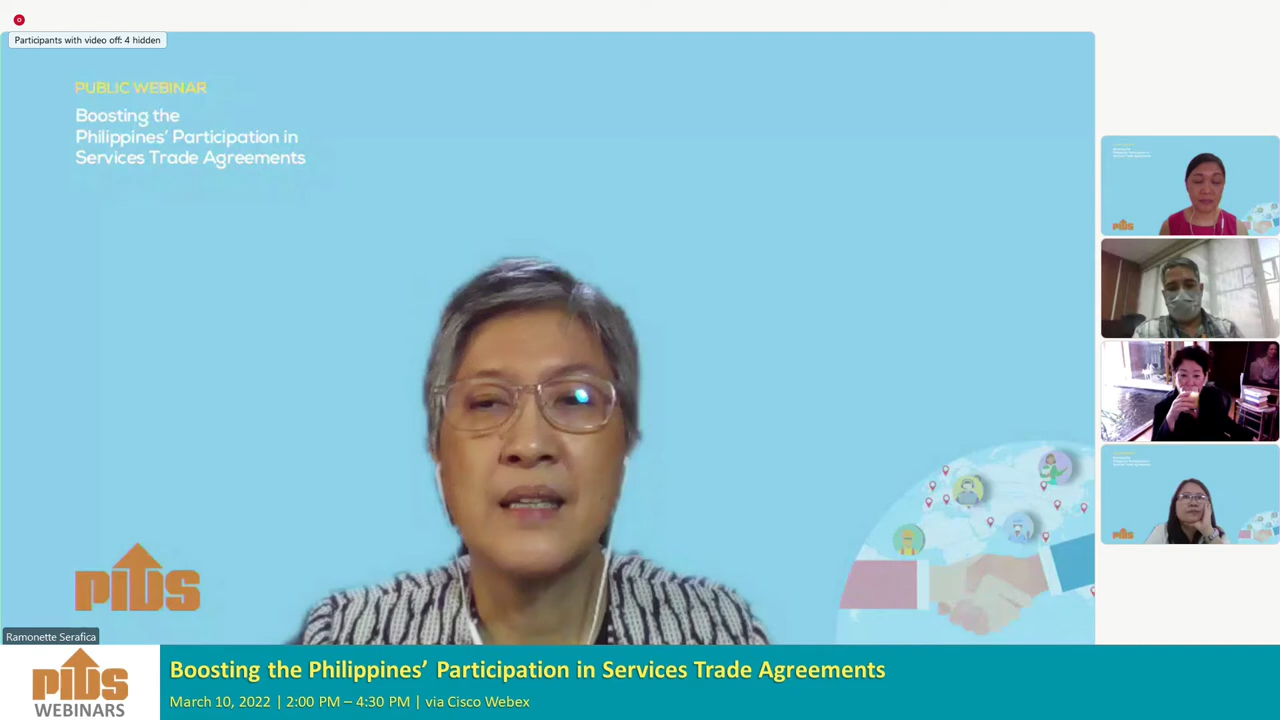 Participants with video off: 4 hidden
PUBLIC WEBINAR
Boosting the
Philippines’ Participation in
Services Trade Agreements
PIDS
Ramonette Serafica
PIDS
WEBINARS
Boosting the Philippines’ Participation in Services Trade Agreements
March 10, 2022 | 2:00 PM – 4:30 PM | via Cisco Webex
PIDS
PIDS